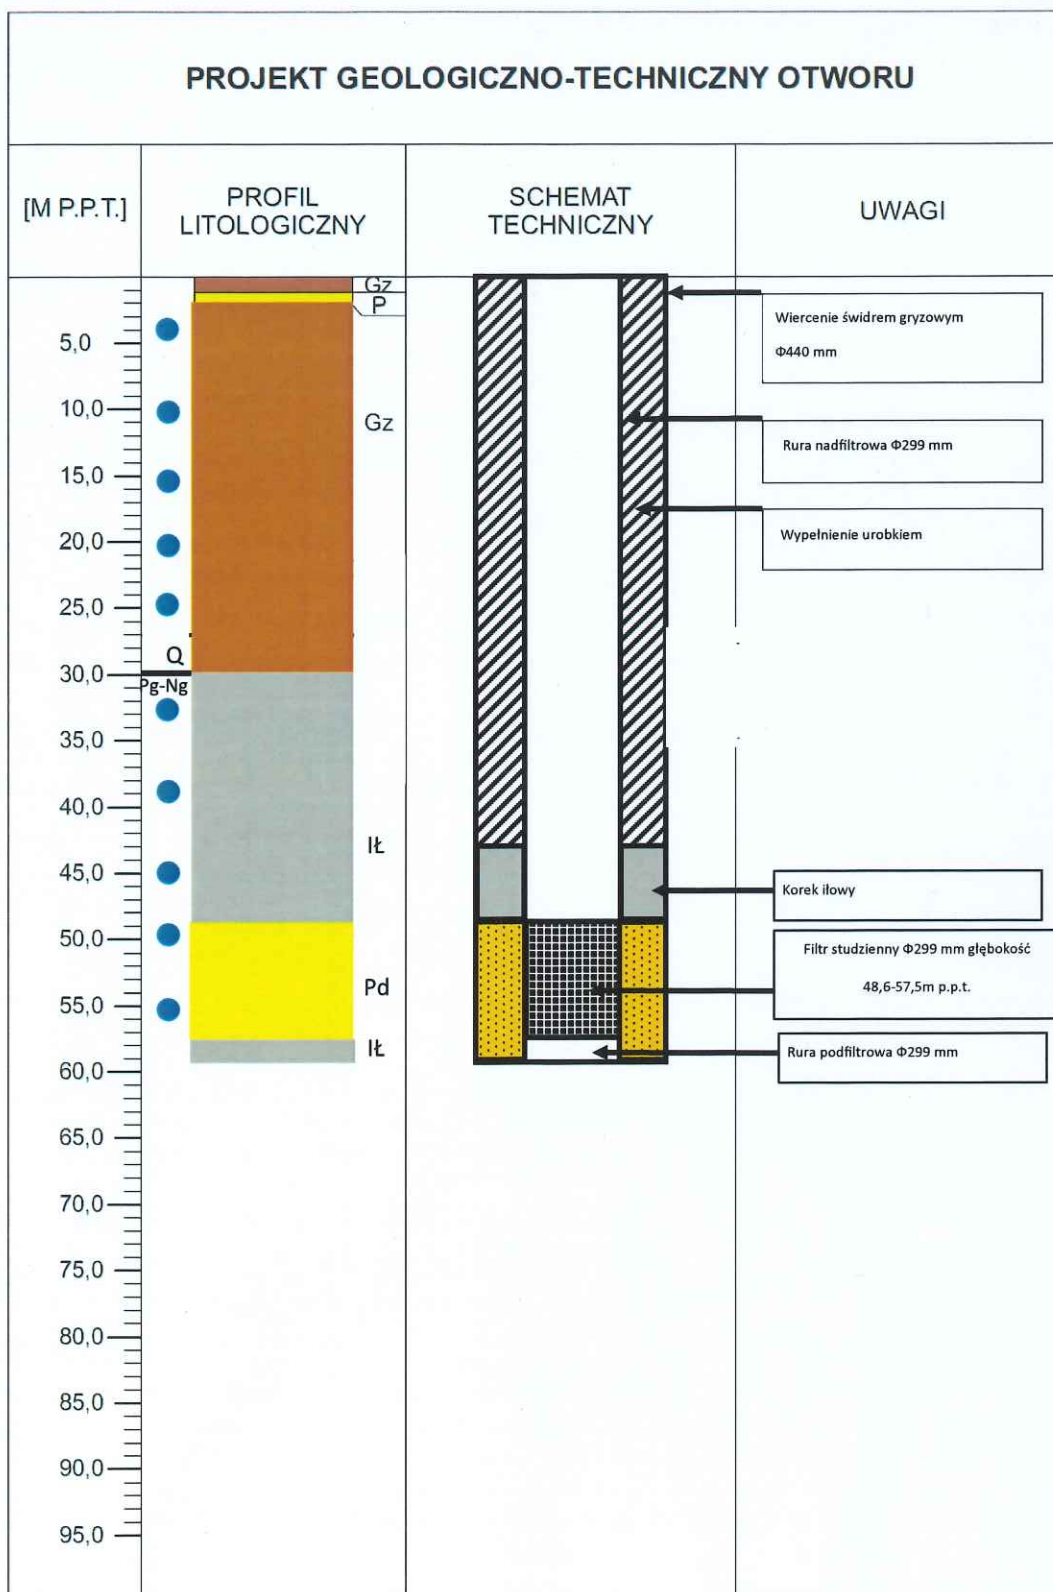 PROJEKT GEOLOGICZNO-TECHNICZNY OTWORU
[M P.P.T.]
PROFIL
LITOLOGICZNY
SCHEMAT
TECHNICZNY
UWAGI
Gz
P
Wiercenie świdrem gryzowym
Φ440 mm
5,0
10,0
Gz
Rura nadfiltrowa Φ299 mm
15,0
20,0
Wypełnienie urobkiem
25,0
Q
30,0
Pg-Ng
35,0
40,0
IŁ
45,0
Korek iłowy
50,0
Filtr studzienny Φ299 mm głębokość
48,6-57,5m p.p.t.
Pd
55,0
IŁ
Rura podfiltrowa Φ299 mm
60,0
65,0
70,0
75,0
80,0
85,0
90,0
95,0